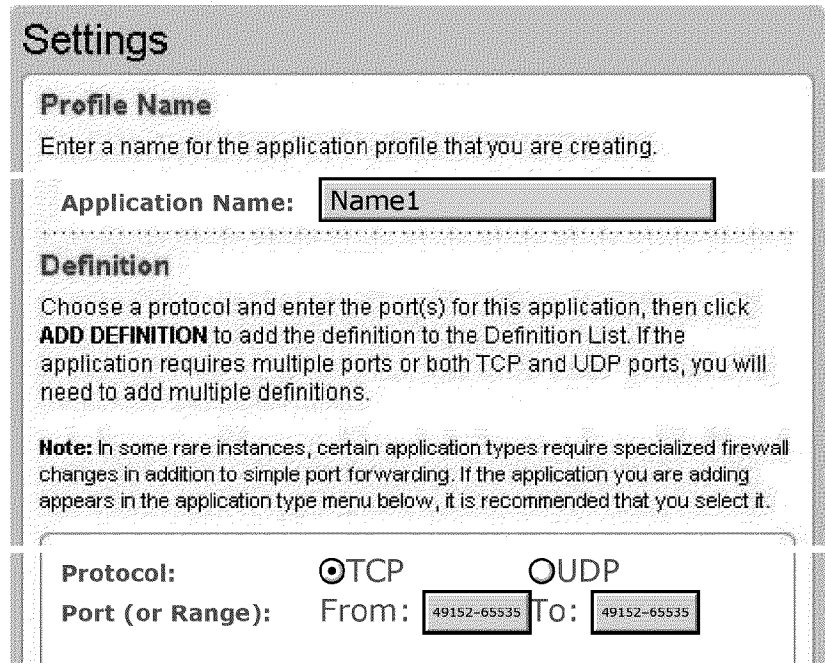 Settings
Profile Name
Enter a name for the application profile that you are creating.
Application Name: Name1
Definition
Choose a protocol and enter the port(s) for this application, then click
ADD DEFINITION to add the definition to the Definition List. If the
application requires multiple ports or both TCP and UDP ports, you will
need to add multiple definitions.
Note: In some rare instances, certain application types require specialized firewall
changes in addition to simple port forwarding. If the application you are adding
appears in the application type menu below, it is recommended that you select it.
Protocol: TCP UDP
Port (or Range): From: 49152-65535 To: 49152-65535